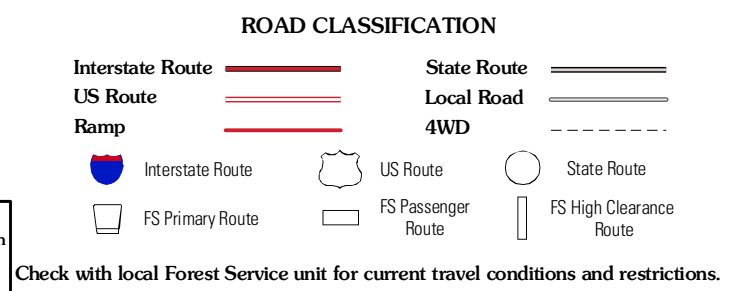 ROAD CLASSIFICATION
Interstate Route
State Route
US Route
Local Road
Ramp
4WD
Interstate Route
US Route
State Route
FS Primary Route
FS Passenger
Route
FS High Clearance
Route
Check with local Forest Service unit for current travel conditions and restrictions.